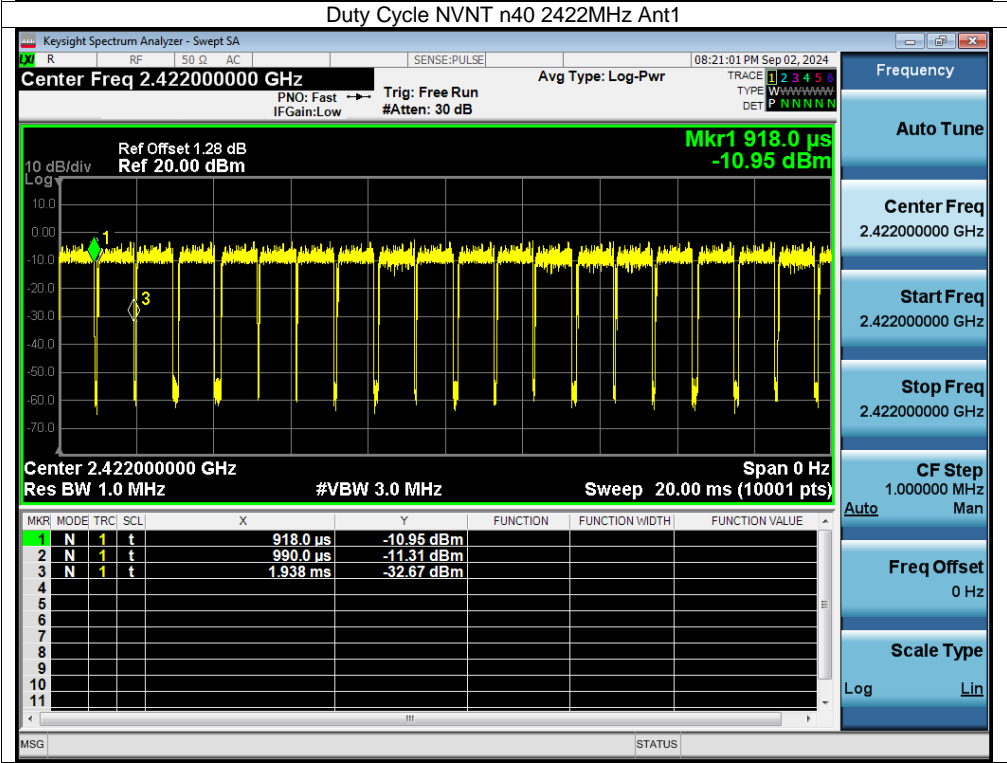 Duty Cycle NVNT n40 2422MHz Ant1
Keysight Spectrum Analyzer - Swept SA
LXI R RF 50 Ω AC SENSE:PULSE 08:21:01 PM Sep 02, 2024
Center Freq 2.422000000 GHz Avg Type: Log-Pwr TRACE 1 2 3 4 5 6
PNO: Fast Trig: Free Run TYPE WWWWWW
IFGain:Low #Atten: 30 dB DET P N N N N N
Frequency
Auto Tune
Center Freq
2.422000000 GHz
Start Freq
2.422000000 GHz
Stop Freq
2.422000000 GHz
CF Step
1.000000 MHz
Auto Man
Freq Offset
0 Hz
Scale Type
Log Lin
Mkr1 918.0 µs
-10.95 dBm
Ref Offset 1.28 dB
10 dB/div Ref 20.00 dBm
Log
10.0
0.00
-10.0
-20.0
-30.0
-40.0
-50.0
-60.0
-70.0
1
3
Center 2.422000000 GHz Span 0 Hz
Res BW 1.0 MHz #VBW 3.0 MHz Sweep 20.00 ms (10001 pts)
MKR MODE TRC SCL X Y FUNCTION FUNCTION WIDTH FUNCTION VALUE
1 N 1 t 918.0 µs -10.95 dBm
2 N 1 t 990.0 µs -11.31 dBm
3 N 1 t 1.938 ms -32.67 dBm
4
5
6
7
8
9
10
11
MSG STATUS